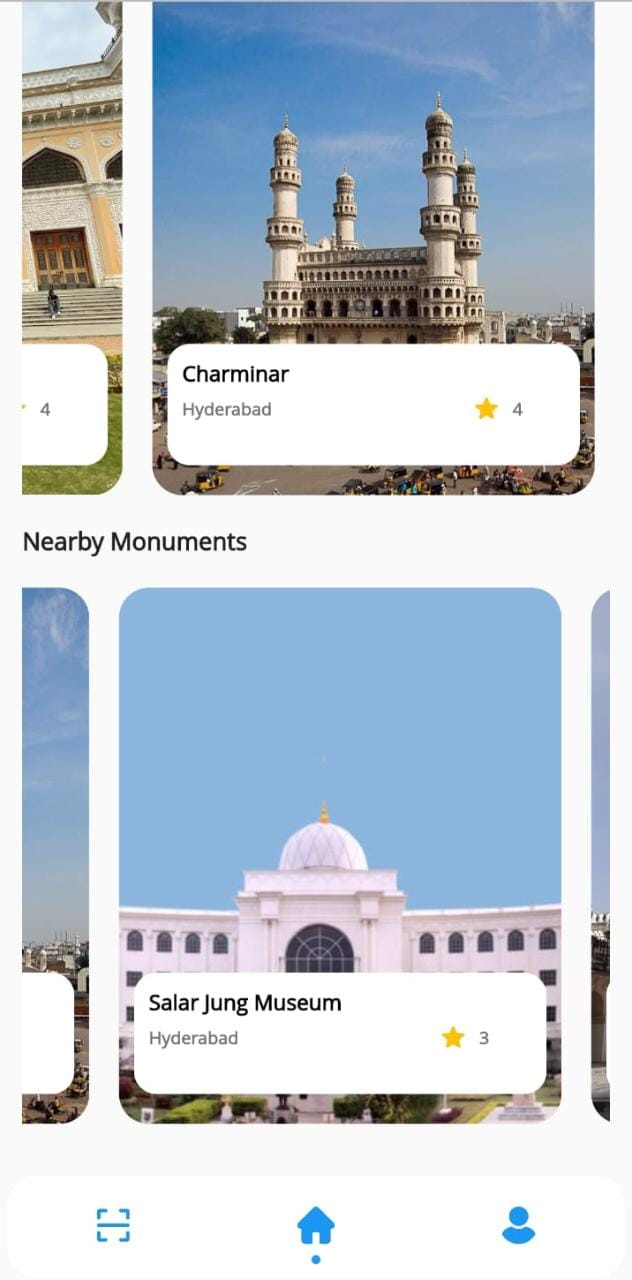 4
Charminar
Hyderabad 4
Nearby Monuments
Salar Jung Museum
Hyderabad 3